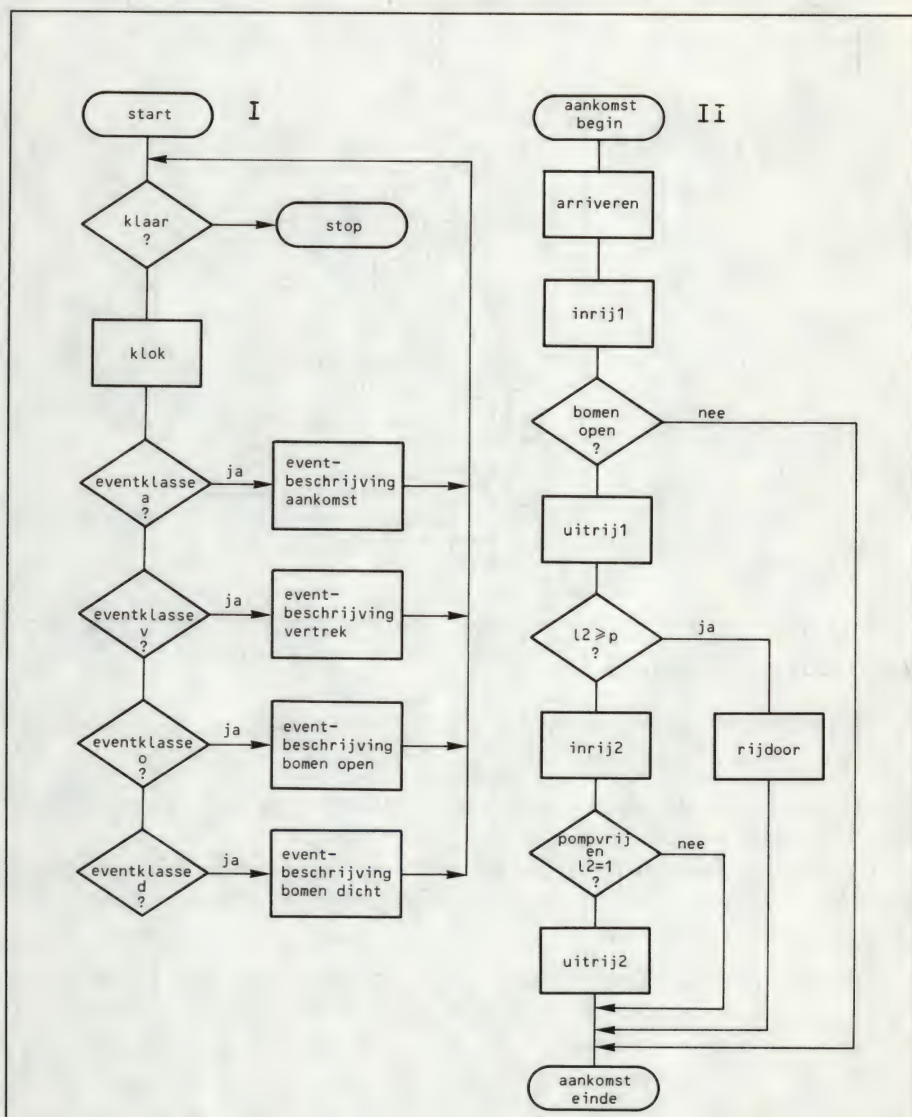 start
I
klaar
?
stop
klok
eventklasse
a
?
ja
event-
beschrijving
aankomst
eventklasse
v
?
ja
event-
beschrijving
vertrek
eventklasse
o
?
ja
event-
beschrijving
bomen open
eventklasse
d
?
ja
event-
beschrijving
bomen dicht
aankomst
begin
II
arriveren
inrij1
bomen
open
?
nee
uitrij1
l2⩾p
?
ja
inrij2
rijdoor
pompvrij
en
l2=1
?
nee
uitrij2
aankomst
einde